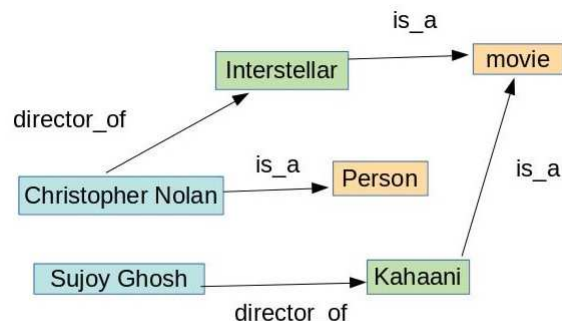 is_a
movie
Interstellar
director_of
is_a
is_a
Person
Christopher Nolan
Sujoy Ghosh
Kahaani
director_of